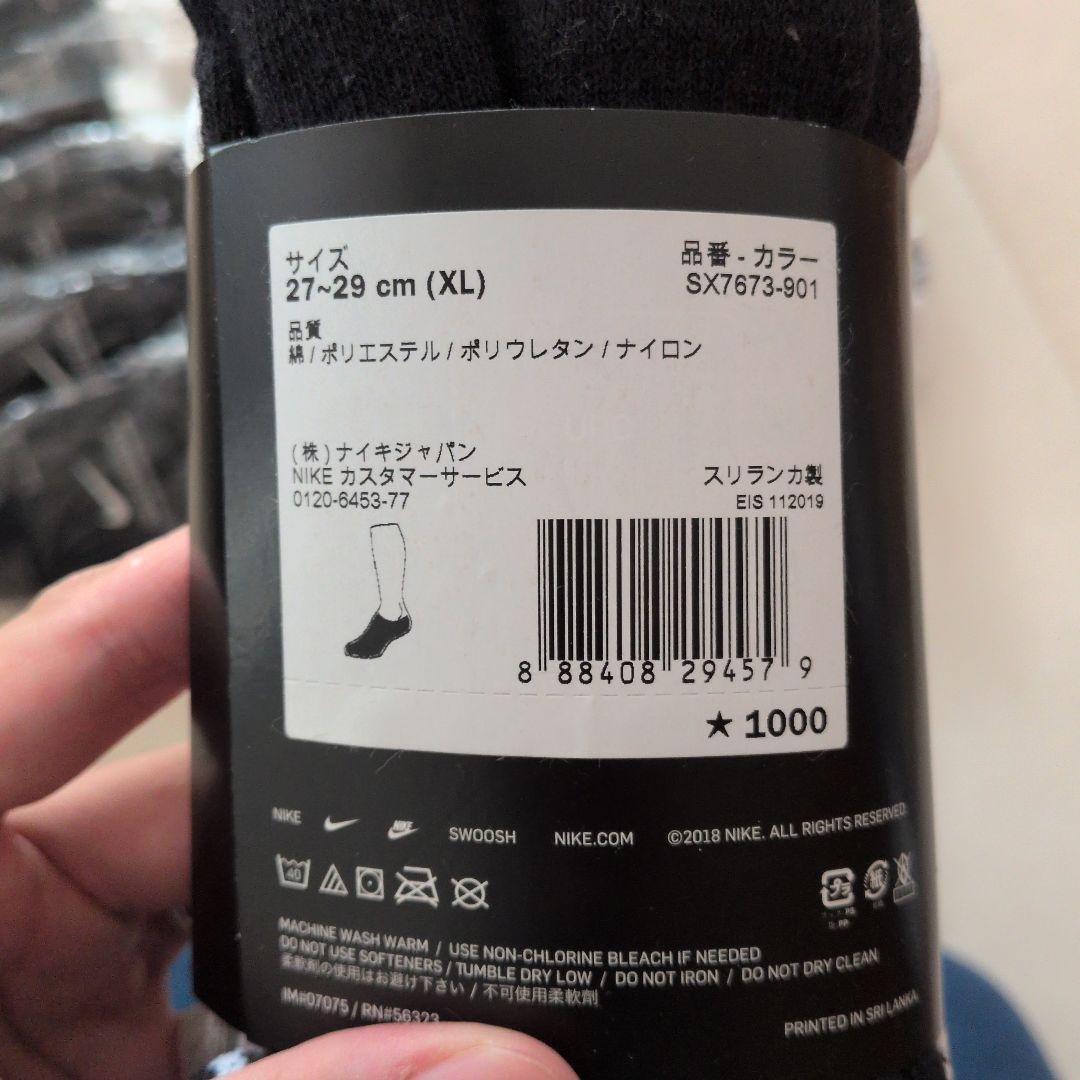 サイズ
27~29 cm (XL)
品番 - カラー
SX7673-901
品質
綿 / ポリエステル / ポリウレタン / ナイロン
(株) ナイキジャパン
NIKE カスタマーサービス
0120-6453-77
スリランカ製
EIS 112019
8 88408 29457 9
★ 1000
NIKE
NIKE
SWOOSH
NIKE.COM
©2018 NIKE. ALL RIGHTS RESERVED.
40
プラ
紙
MACHINE WASH WARM / USE NON-CHLORINE BLEACH IF NEEDED
DO NOT USE SOFTENERS / TUMBLE DRY LOW / DO NOT IRON / DO NOT DRY CLEAN
柔軟剤の使用はお避け下さい / 不可使用柔軟劑
IM#07075 / RN#56323
PRINTED IN SRI LANKA